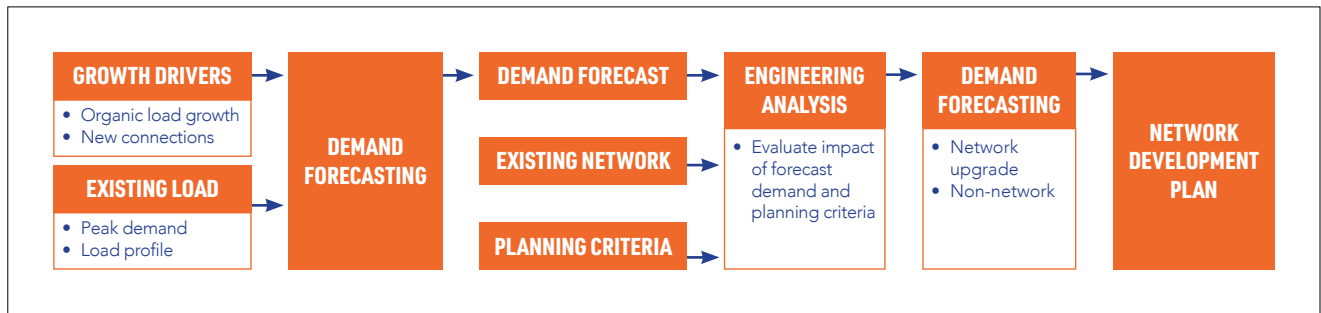 GROWTH DRIVERS
• Organic load growth
• New connections
EXISTING LOAD
• Peak demand
• Load profile
DEMAND
FORECASTING
DEMAND FORECAST
EXISTING NETWORK
PLANNING CRITERIA
ENGINEERING
ANALYSIS
• Evaluate impact
of forecast
demand and
planning criteria
DEMAND
FORECASTING
• Network
upgrade
• Non-network
NETWORK
DEVELOPMENT
PLAN